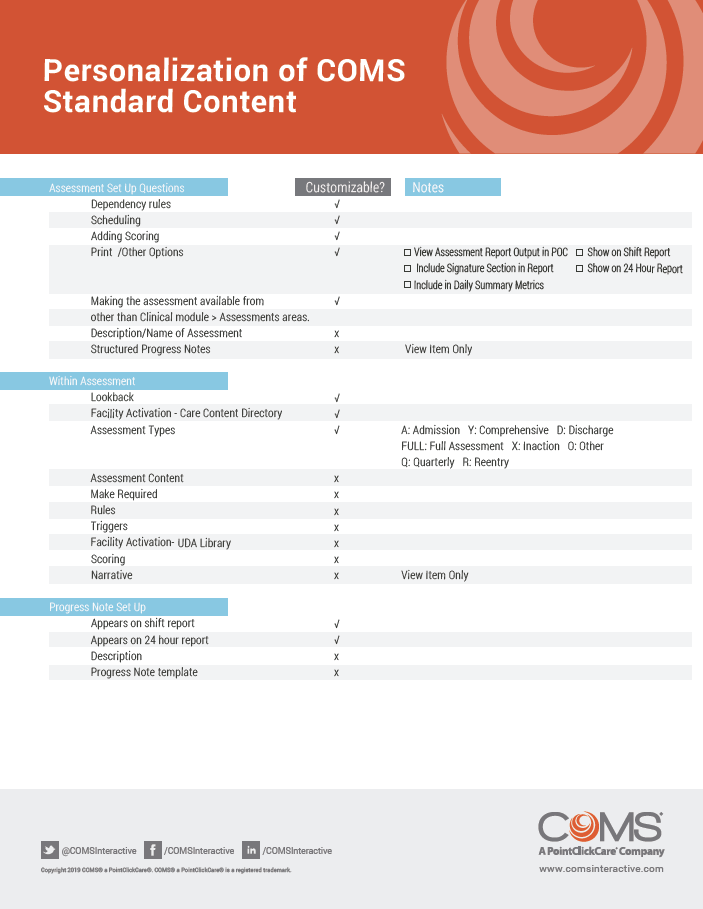 Personalization of COMS
Standard Content
Assessment Set Up Questions Customizable? Notes
Dependency rules √
Scheduling √
Adding Scoring √
Print /Other Options √ ☐ View Assessment Report Output in POC ☐ Show on Shift Report
☐ Include Signature Section in Report ☐ Show on 24 Hour Report
☐ Include in Daily Summary Metrics
Making the assessment available from √
other than Clinical module > Assessments areas.
Description/Name of Assessment x
Structured Progress Notes x View Item Only
Within Assessment
Lookback √
Facility Activation - Care Content Directory √
Assessment Types √ A: Admission Y: Comprehensive D: Discharge
FULL: Full Assessment X: Inaction O: Other
Q: Quarterly R: Reentry
Assessment Content x
Make Required x
Rules x
Triggers x
Facility Activation- UDA Library x
Scoring x
Narrative x View Item Only
Progress Note Set Up
Appears on shift report √
Appears on 24 hour report √
Description x
Progress Note template x
COMS®
A PointClickCare® Company
@COMSInteractive f /COMSInteractive in /COMSInteractive
Copyright 2019 COMS® a PointClickCare®. COMS® a PointClickCare® is a registered trademark.
www.comsinteractive.com